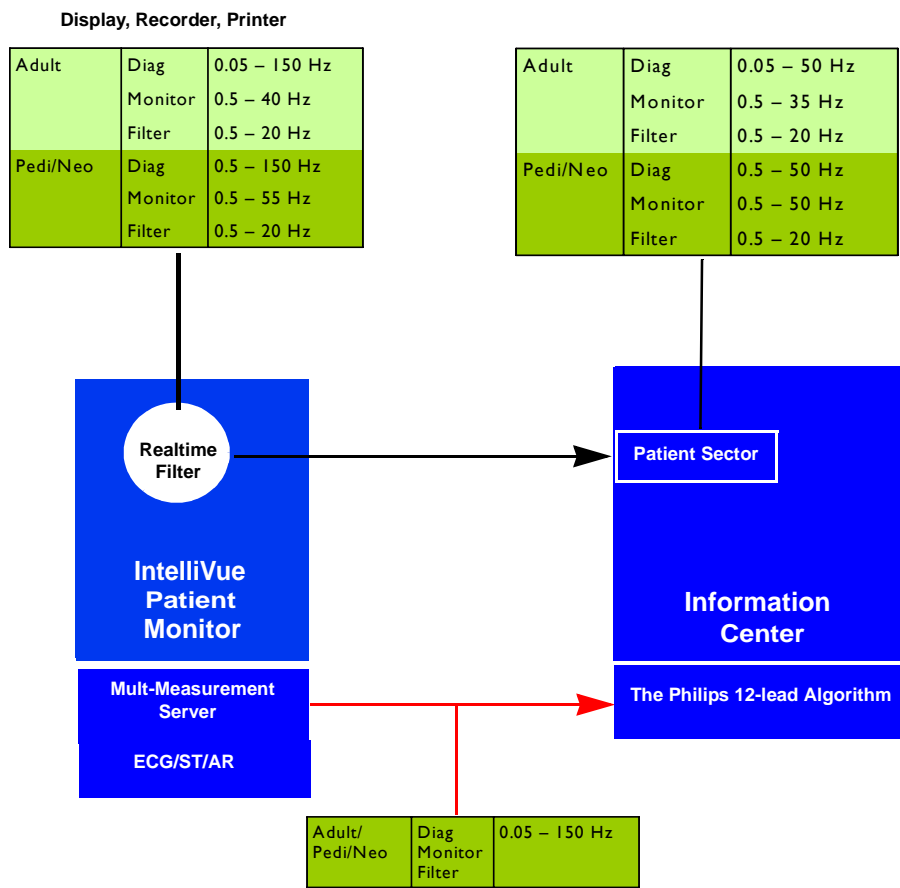 Display, Recorder, Printer
Adult Diag 0.05 – 150 Hz
Monitor 0.5 – 40 Hz
Filter 0.5 – 20 Hz
Pedi/Neo Diag 0.5 – 150 Hz
Monitor 0.5 – 55 Hz
Filter 0.5 – 20 Hz
Adult Diag 0.05 – 50 Hz
Monitor 0.5 – 35 Hz
Filter 0.5 – 20 Hz
Pedi/Neo Diag 0.5 – 50 Hz
Monitor 0.5 – 50 Hz
Filter 0.5 – 20 Hz
Realtime
Filter
Patient Sector
IntelliVue
Patient
Monitor
Information
Center
Mult-Measurement
Server
ECG/ST/AR
The Philips 12-lead Algorithm
Adult/ Diag 0.05 – 150 Hz
Pedi/Neo Monitor
Filter